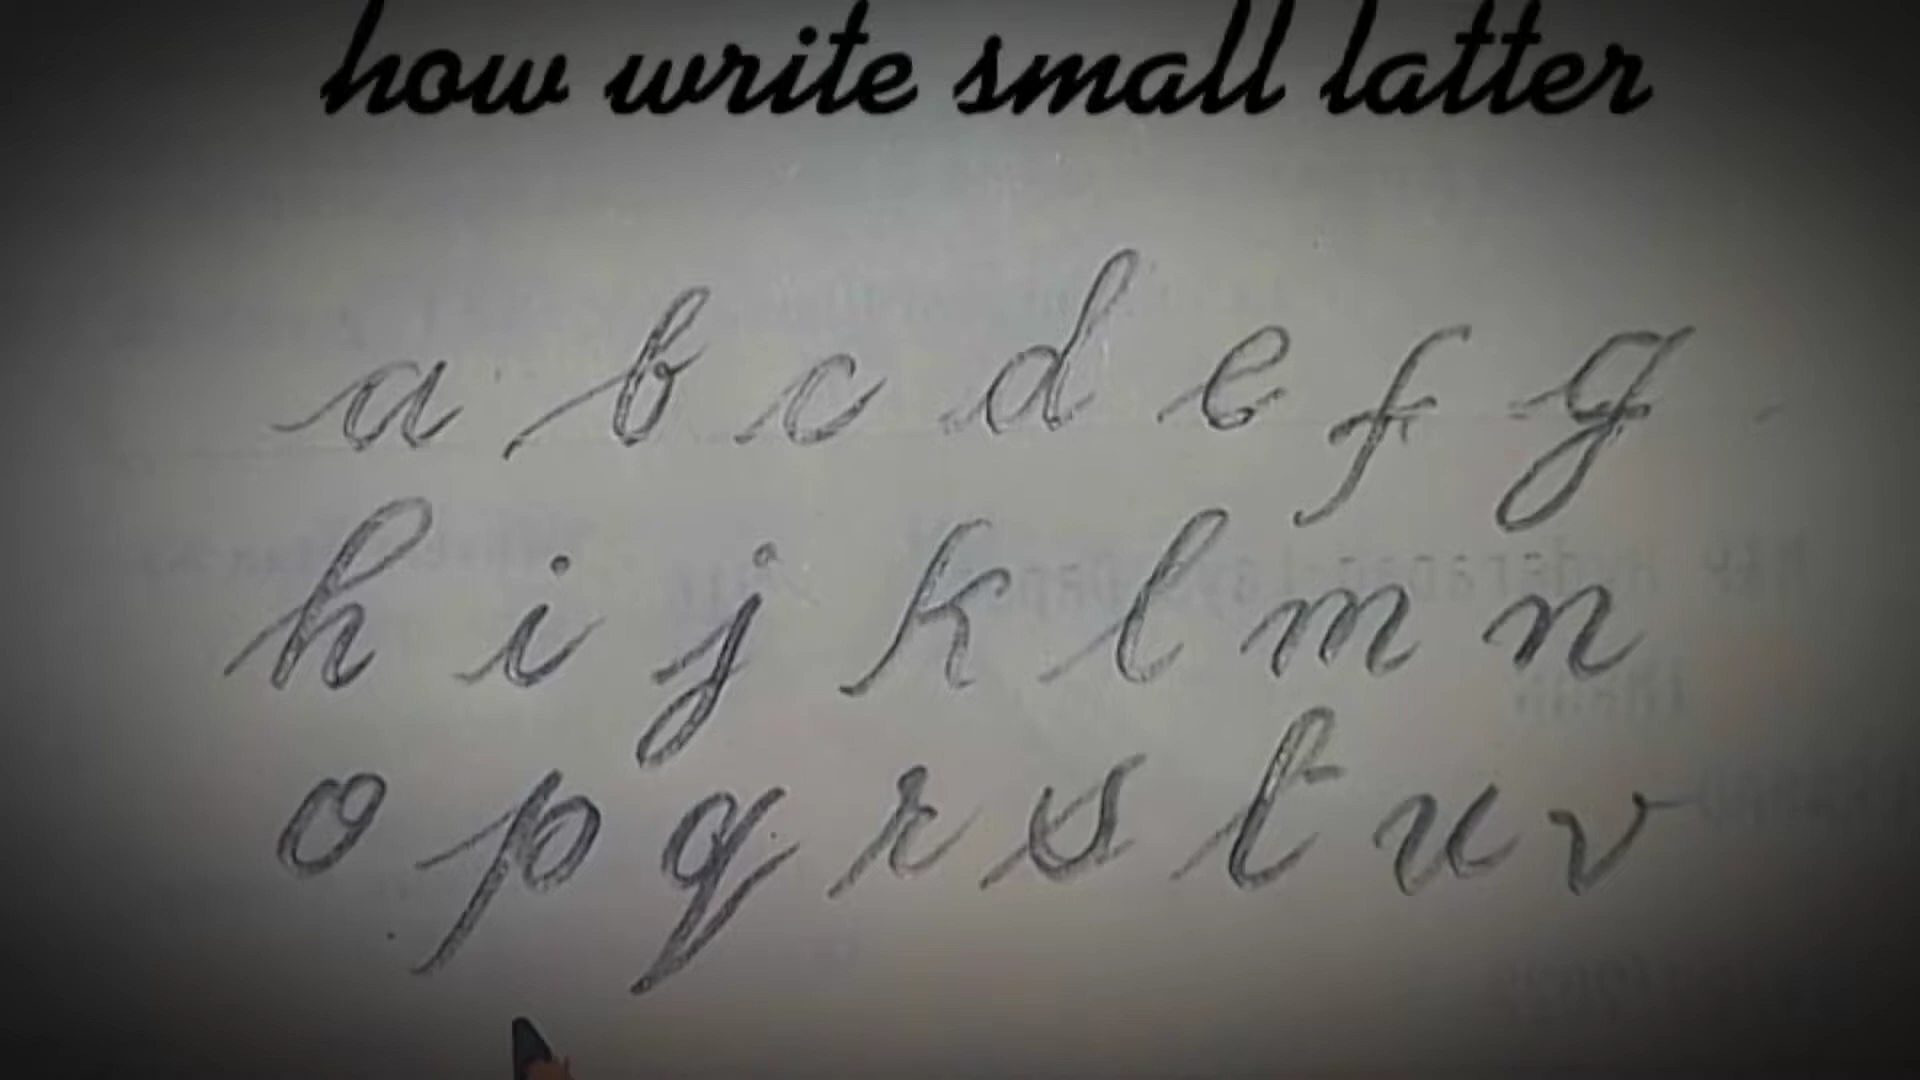 how write small latter
a b c d e f g
h i j k l m n
o p q r s t u v